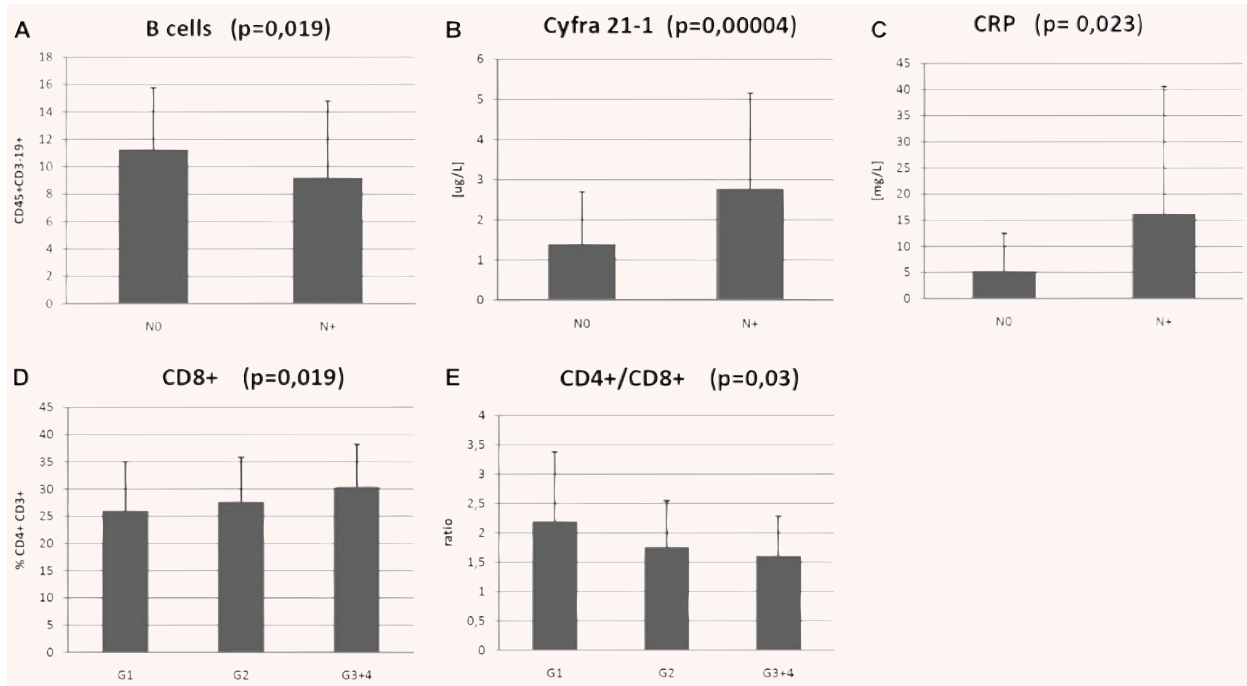 A
B cells (p=0,019)
CD45+CD3-19+
18
16
14
12
10
8
6
4
2
0
N0
N+
B
Cyfra 21-1 (p=0,00004)
[ug/L]
6
5
4
3
2
1
0
N0
N+
C
CRP (p= 0,023)
[mg/L]
45
40
35
30
25
20
15
10
5
0
N0
N+
D
CD8+ (p=0,019)
% CD4+ CD3+
45
40
35
30
25
20
15
10
5
0
G1
G2
G3+4
E
CD4+/CD8+ (p=0,03)
ratio
4
3,5
3
2,5
2
1,5
1
0,5
0
G1
G2
G3+4